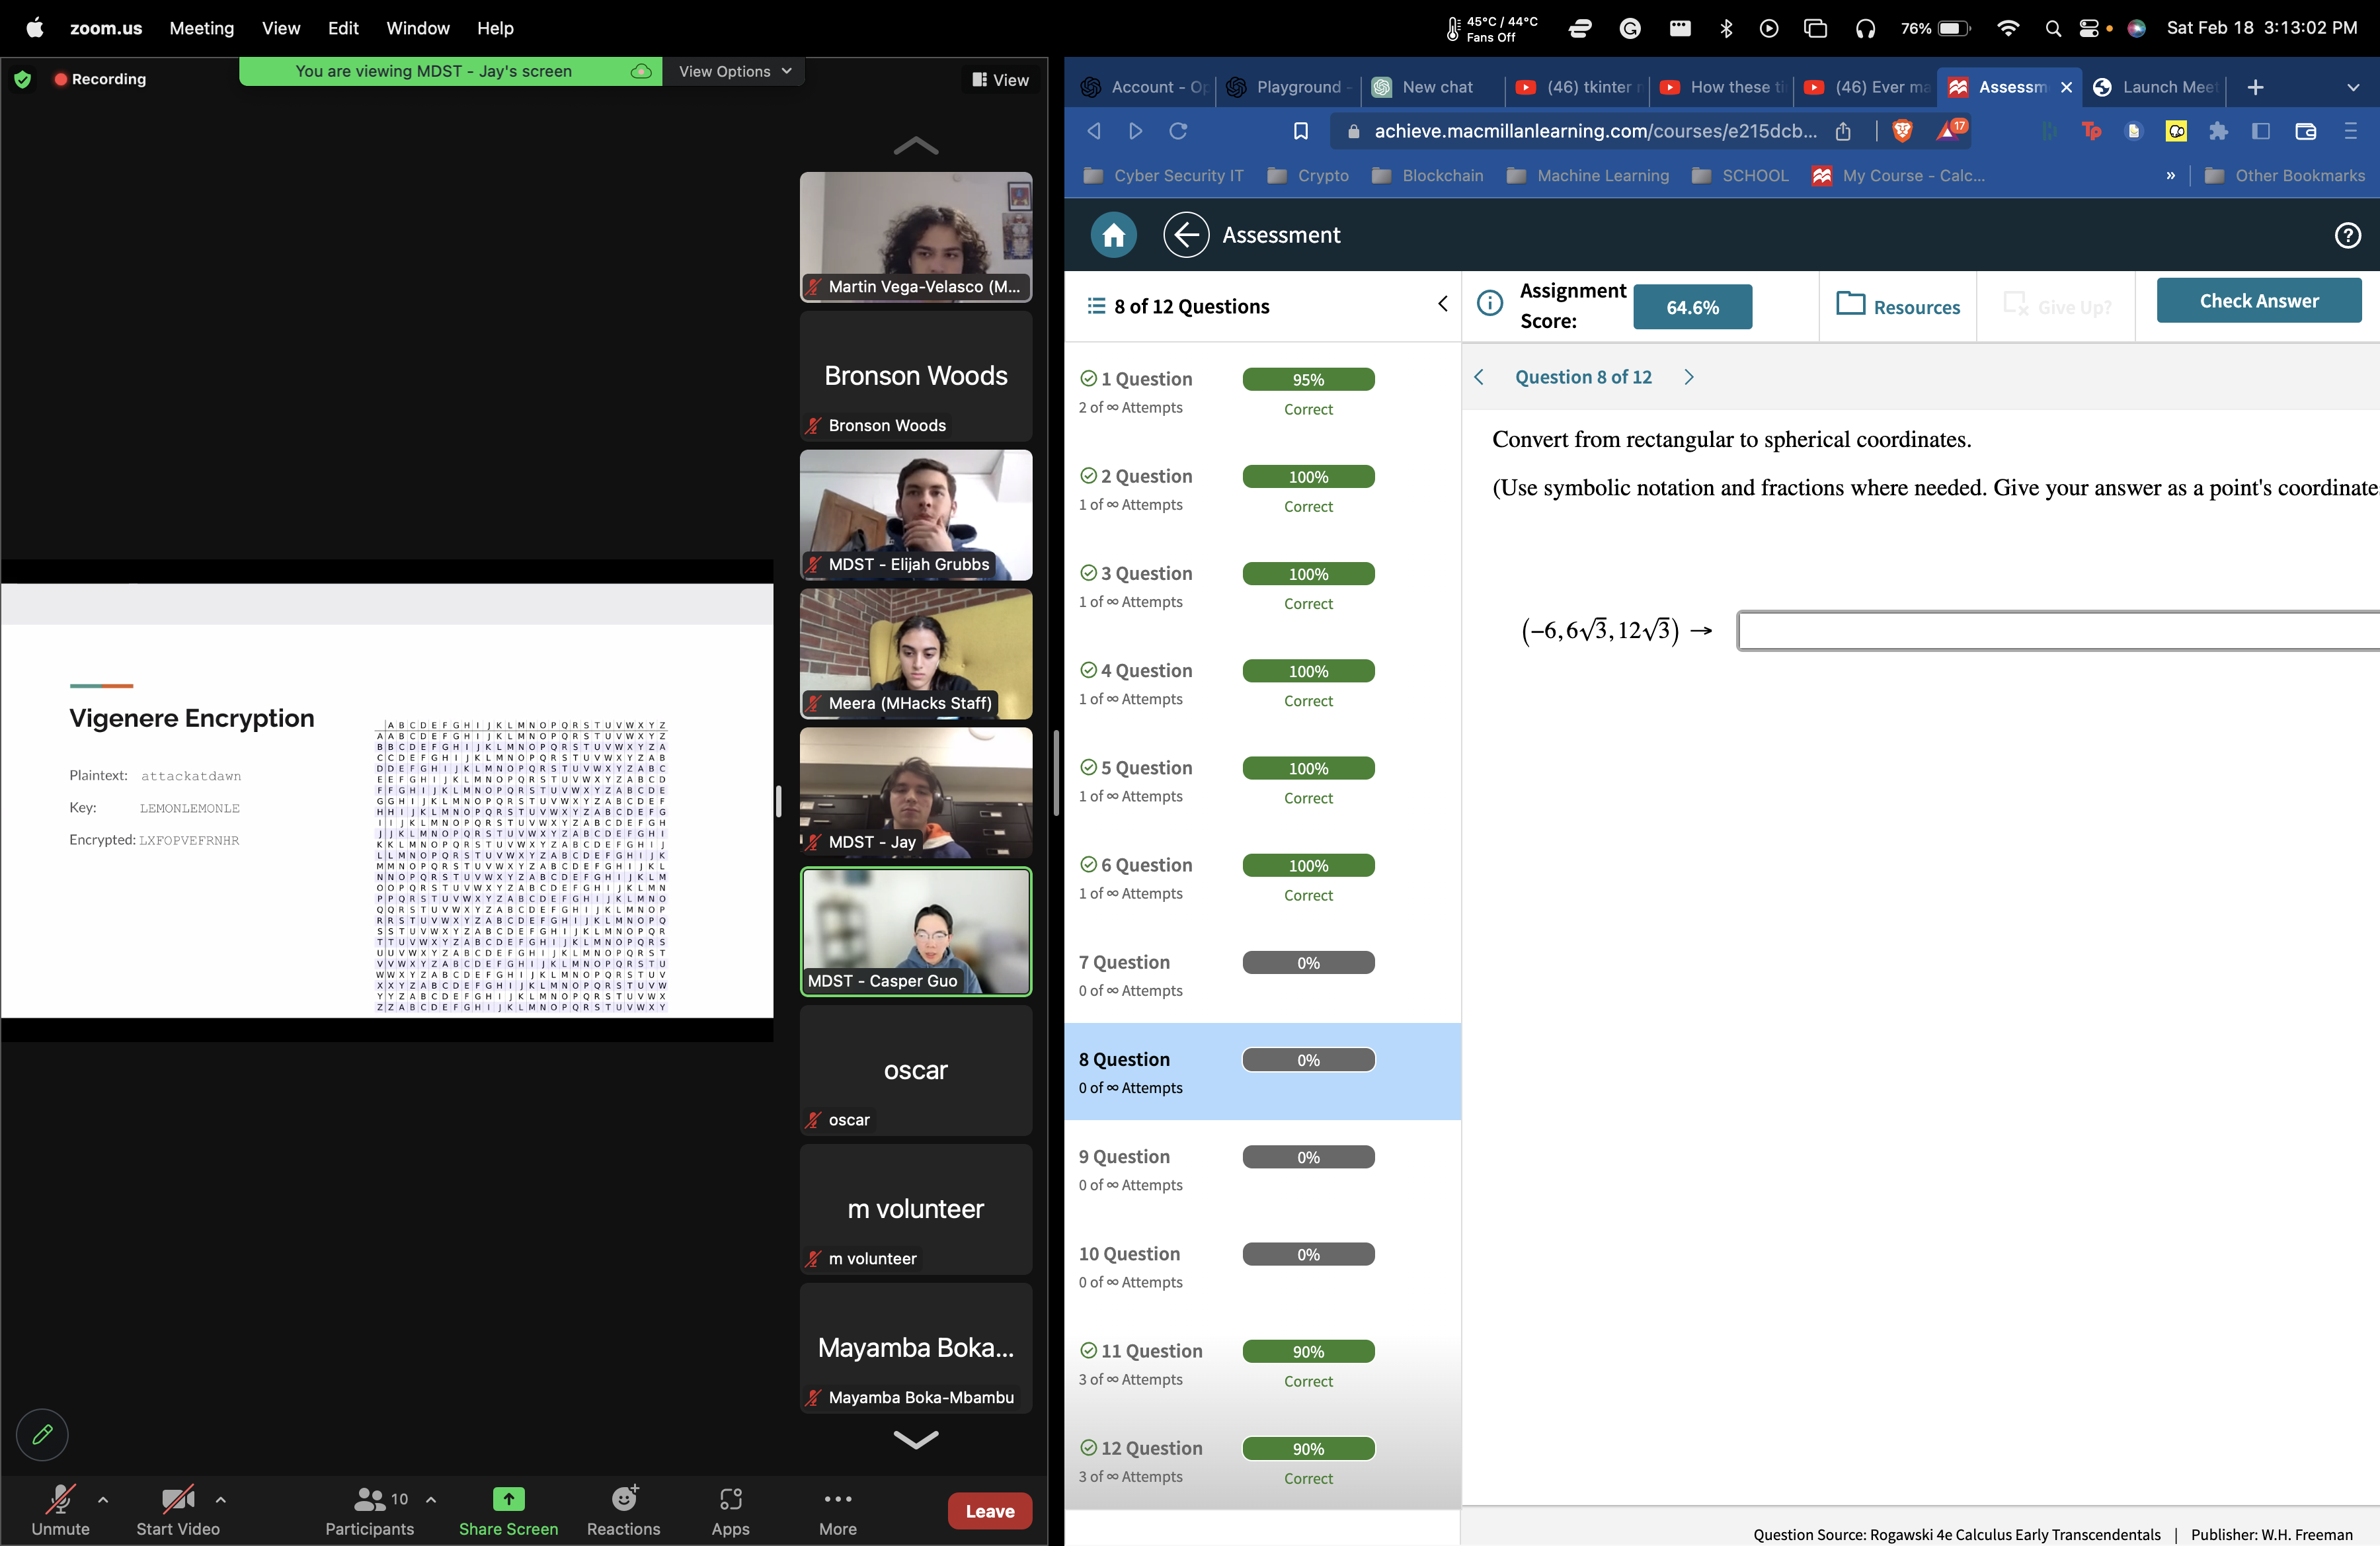 zoom.us Meeting View Edit Window Help
45°C / 44°C
Fans Off
76%
Sat Feb 18 3:13:02 PM
Recording
You are viewing MDST - Jay's screen
View Options
View
Martin Vega-Velasco (M...
Bronson Woods
Bronson Woods
MDST - Elijah Grubbs
Meera (MHacks Staff)
MDST - Jay
MDST - Casper Guo
oscar
oscar
m volunteer
m volunteer
Mayamba Boka...
Mayamba Boka-Mbambu
Vigenere Encryption
Plaintext: attackatdawn
Key: LEMONLEMONLE
Encrypted: LXFOPVEFRNHR
A B C D E F G H I J K L M N O P Q R S T U V W X Y Z
A A B C D E F G H I J K L M N O P Q R S T U V W X Y Z
B B C D E F G H I J K L M N O P Q R S T U V W X Y Z A
C C D E F G H I J K L M N O P Q R S T U V W X Y Z A B
D D E F G H I J K L M N O P Q R S T U V W X Y Z A B C
E E F G H I J K L M N O P Q R S T U V W X Y Z A B C D
F F G H I J K L M N O P Q R S T U V W X Y Z A B C D E
G G H I J K L M N O P Q R S T U V W X Y Z A B C D E F
H H I J K L M N O P Q R S T U V W X Y Z A B C D E F G
I I J K L M N O P Q R S T U V W X Y Z A B C D E F G H
J J K L M N O P Q R S T U V W X Y Z A B C D E F G H I
K K L M N O P Q R S T U V W X Y Z A B C D E F G H I J
L L M N O P Q R S T U V W X Y Z A B C D E F G H I J K
M M N O P Q R S T U V W X Y Z A B C D E F G H I J K L
N N O P Q R S T U V W X Y Z A B C D E F G H I J K L M
O O P Q R S T U V W X Y Z A B C D E F G H I J K L M N
P P Q R S T U V W X Y Z A B C D E F G H I J K L M N O
Q Q R S T U V W X Y Z A B C D E F G H I J K L M N O P
R R S T U V W X Y Z A B C D E F G H I J K L M N O P Q
S S T U V W X Y Z A B C D E F G H I J K L M N O P Q R
T T U V W X Y Z A B C D E F G H I J K L M N O P Q R S
U U V W X Y Z A B C D E F G H I J K L M N O P Q R S T
V V W X Y Z A B C D E F G H I J K L M N O P Q R S T U
W W X Y Z A B C D E F G H I J K L M N O P Q R S T U V
X X Y Z A B C D E F G H I J K L M N O P Q R S T U V W
Y Y Z A B C D E F G H I J K L M N O P Q R S T U V W X
Z Z A B C D E F G H I J K L M N O P Q R S T U V W X Y
Unmute
Start Video
10
Participants
Share Screen
Reactions
Apps
More
Leave
Account - Op
Playground -
New chat
(46) tkinter
How these ti
(46) Ever ma
Assessm
Launch Meet
achieve.macmillanlearning.com/courses/e215dcb...
17
Tp
Cyber Security IT
Crypto
Blockchain
Machine Learning
SCHOOL
My Course - Calc...
»
Other Bookmarks
Assessment
8 of 12 Questions
Assignment
Score:
64.6%
Resources
Give Up?
Check Answer
1 Question
95%
2 of ∞ Attempts
Correct
2 Question
100%
1 of ∞ Attempts
Correct
3 Question
100%
1 of ∞ Attempts
Correct
4 Question
100%
1 of ∞ Attempts
Correct
5 Question
100%
1 of ∞ Attempts
Correct
6 Question
100%
1 of ∞ Attempts
Correct
7 Question
0%
0 of ∞ Attempts
8 Question
0%
0 of ∞ Attempts
9 Question
0%
0 of ∞ Attempts
10 Question
0%
0 of ∞ Attempts
11 Question
90%
3 of ∞ Attempts
Correct
12 Question
90%
3 of ∞ Attempts
Correct
Question 8 of 12
Convert from rectangular to spherical coordinates.
(Use symbolic notation and fractions where needed. Give your answer as a point's coordinate
(−6,6√3,12√3) →
Question Source: Rogawski 4e Calculus Early Transcendentals | Publisher: W.H. Freeman